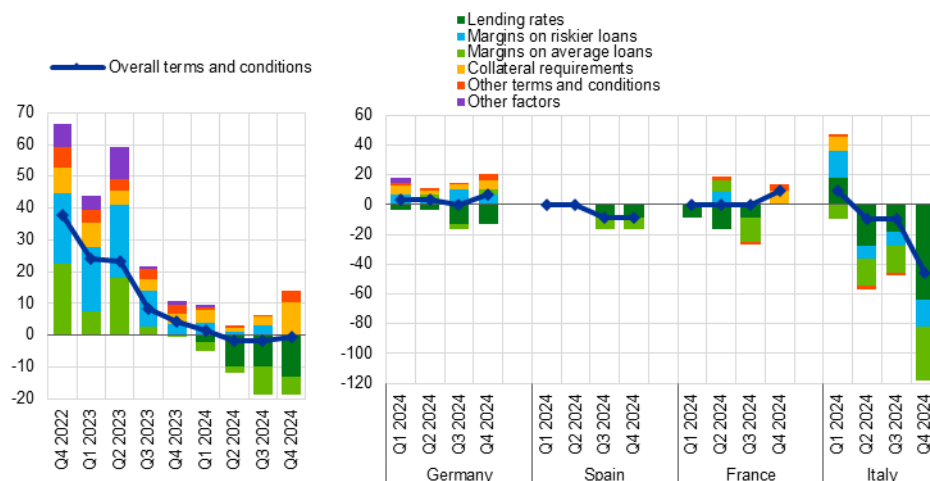 Overall terms and conditions
Lending rates
Margins on riskier loans
Margins on average loans
Collateral requirements
Other terms and conditions
Other factors
70
60
50
40
30
20
10
0
-10
-20
Q4 2022
Q1 2023
Q2 2023
Q3 2023
Q4 2023
Q1 2024
Q2 2024
Q3 2024
Q4 2024
60
40
20
0
-20
-40
-60
-80
-100
-120
Q1 2024
Q2 2024
Q3 2024
Q4 2024
Q1 2024
Q2 2024
Q3 2024
Q4 2024
Q1 2024
Q2 2024
Q3 2024
Q4 2024
Q1 2024
Q2 2024
Q3 2024
Q4 2024
Germany Spain France Italy